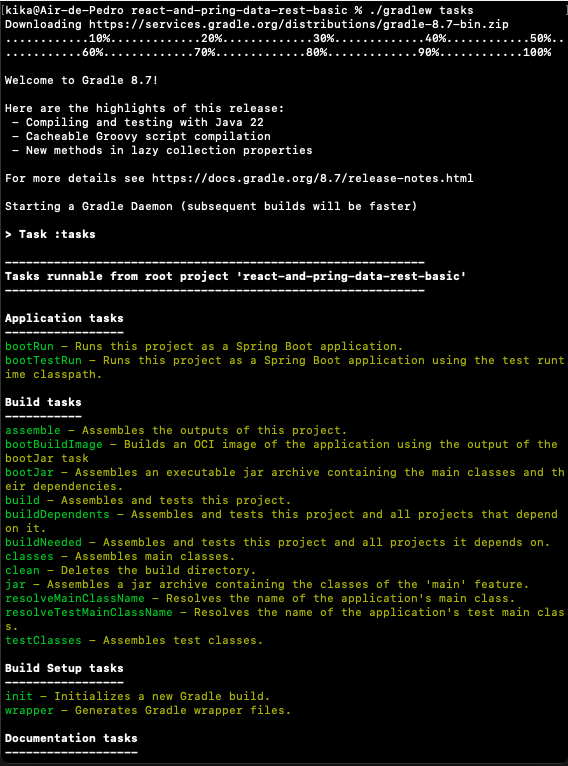 [kika@Air-de-Pedro react-and-pring-data-rest-basic % ./gradlew tasks ]
Downloading https://services.gradle.org/distributions/gradle-8.7-bin.zip
............10%.............20%............30%.............40%............50%..
...........60%............70%.............80%............90%............100%
Welcome to Gradle 8.7!
Here are the highlights of this release:
– Compiling and testing with Java 22
– Cacheable Groovy script compilation
– New methods in lazy collection properties
For more details see https://docs.gradle.org/8.7/release-notes.html
Starting a Gradle Daemon (subsequent builds will be faster)
> Task :tasks
------------------------------------------------------------
Tasks runnable from root project 'react-and-pring-data-rest-basic'
------------------------------------------------------------
Application tasks
-----------------
bootRun – Runs this project as a Spring Boot application.
bootTestRun – Runs this project as a Spring Boot application using the test runt
ime classpath.
Build tasks
-----------
assemble – Assembles the outputs of this project.
bootBuildImage – Builds an OCI image of the application using the output of the
bootJar task
bootJar – Assembles an executable jar archive containing the main classes and th
eir dependencies.
build – Assembles and tests this project.
buildDependents – Assembles and tests this project and all projects that depend
on it.
buildNeeded – Assembles and tests this project and all projects it depends on.
classes – Assembles main classes.
clean – Deletes the build directory.
jar – Assembles a jar archive containing the classes of the 'main' feature.
resolveMainClassName – Resolves the name of the application's main class.
resolveTestMainClassName – Resolves the name of the application's test main clas
s.
testClasses – Assembles test classes.
Build Setup tasks
-----------------
init – Initializes a new Gradle build.
wrapper – Generates Gradle wrapper files.
Documentation tasks
-------------------